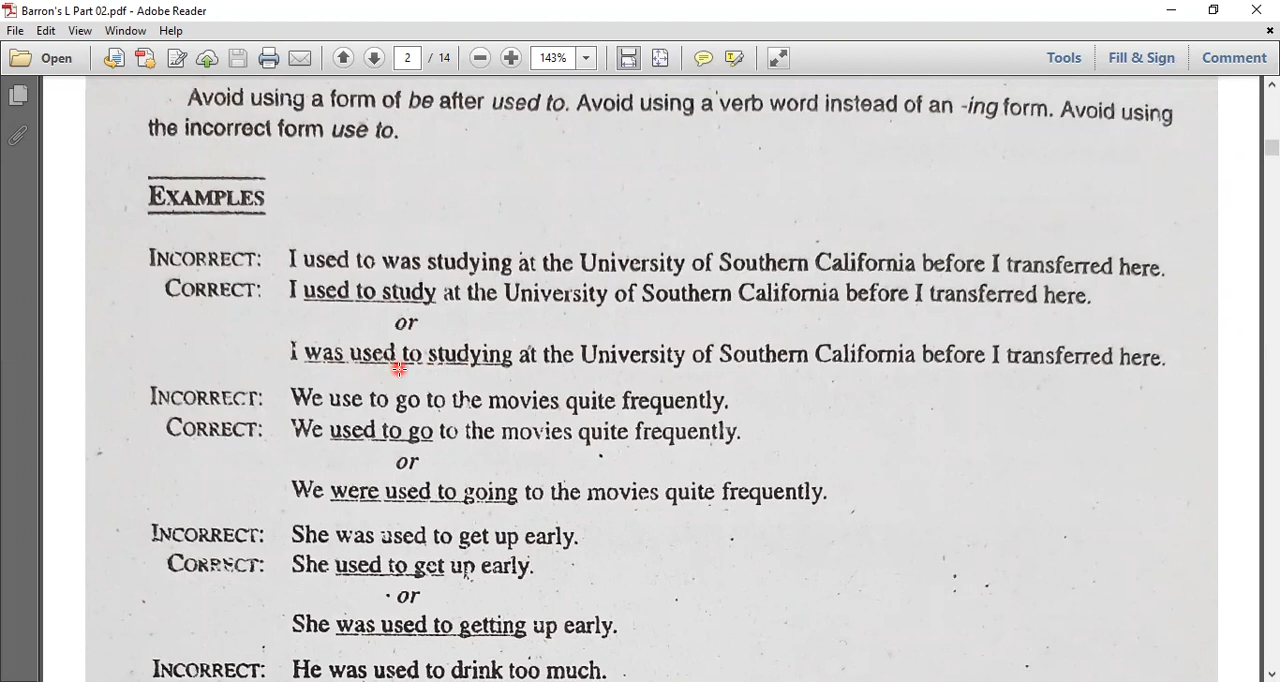 Barron's L Part 02.pdf - Adobe Reader
File Edit View Window Help
Open 2 / 14 143% Tools Fill & Sign Comment
Avoid using a form of be after used to. Avoid using a verb word instead of an -ing form. Avoid using
the incorrect form use to.
EXAMPLES
INCORRECT: I used to was studying at the University of Southern California before I transferred here.
CORRECT: I used to study at the University of Southern California before I transferred here.
or
I was used to studying at the University of Southern California before I transferred here.
INCORRECT: We use to go to the movies quite frequently.
CORRECT: We used to go to the movies quite frequently.
or
We were used to going to the movies quite frequently.
INCORRECT: She was used to get up early.
CORRECT: She used to get up early.
or
She was used to getting up early.
INCORRECT: He was used to drink too much.